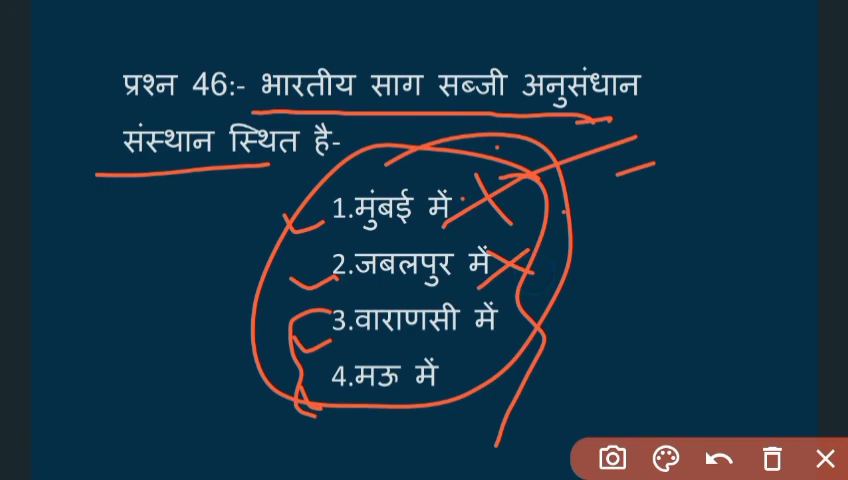 प्रश्न 46:- भारतीय साग सब्जी अनुसंधान
संस्थान स्थित है-
1.मुंबई में
2.जबलपुर में
3.वाराणसी में
4.मऊ में